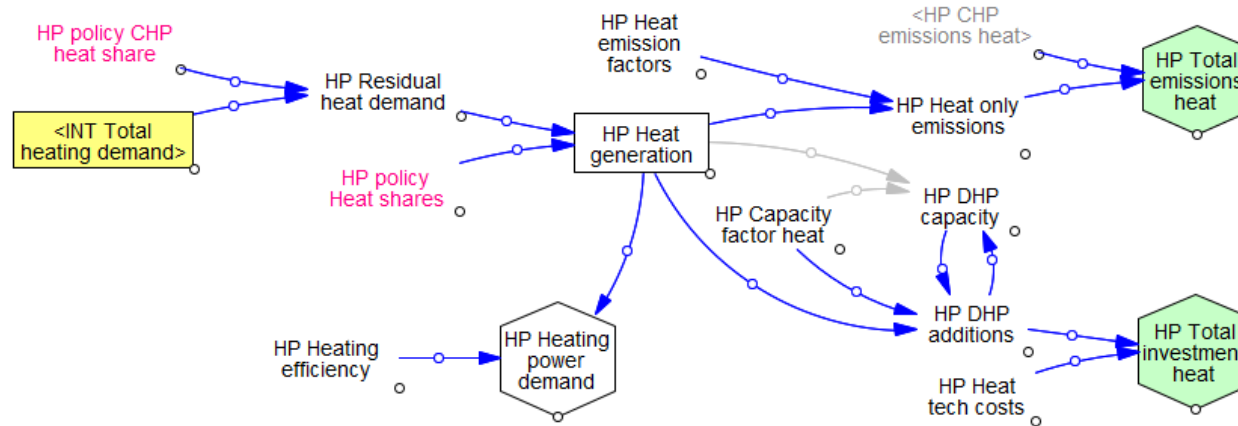 HP policy CHP
heat share
<INT Total
heating demand>
HP Residual
heat demand
HP policy
Heat shares
HP Heat
emission
factors
HP Heat
generation
<HP CHP
emissions heat>
HP Heat only
emissions
HP Total
emissions
heat
HP Capacity
factor heat
HP DHP
capacity
HP DHP
additions
HP Heating
efficiency
HP Heating
power
demand
HP Heat
tech costs
HP Total
investment
heat